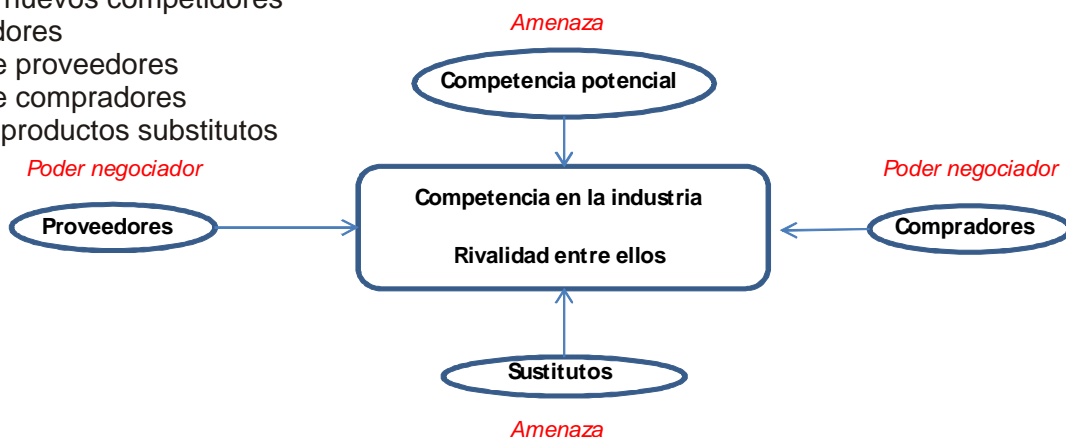 nuevos competidores
dores
e proveedores
e compradores
productos substitutos
Amenaza
Competencia potencial
Poder negociador
Poder negociador
Competencia en la industria
Proveedores
Compradores
Rivalidad entre ellos
Sustitutos
Amenaza